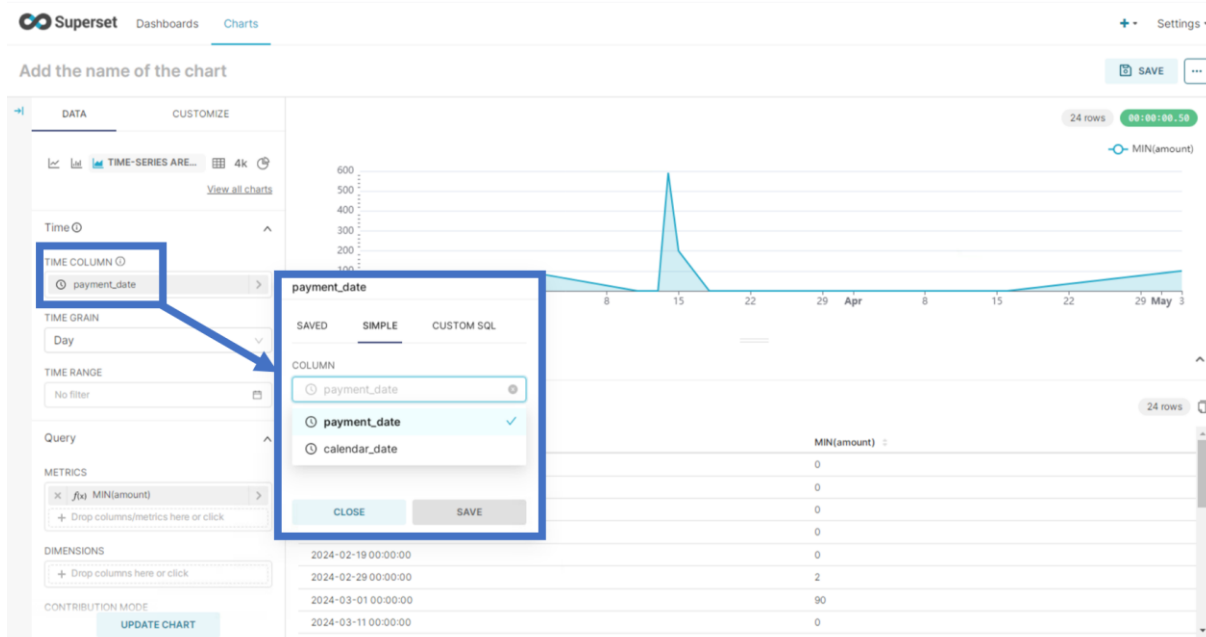 Superset Dashboards Charts + Settings
Add the name of the chart
SAVE ...
DATA CUSTOMIZE
24 rows 00:00:00.50
MIN(amount)
TIME-SERIES ARE... 4k
View all charts
600
500
400
300
200
100
8 15 22 29 Apr 8 15 22 29 May 3
Time
TIME COLUMN
payment_date
TIME GRAIN
Day
TIME RANGE
No filter
Query
METRICS
f(x) MIN(amount)
+ Drop columns/metrics here or click
DIMENSIONS
+ Drop columns here or click
CONTRIBUTION MODE
UPDATE CHART
payment_date
SAVED SIMPLE CUSTOM SQL
COLUMN
payment_date
payment_date
calendar_date
CLOSE SAVE
24 rows
MIN(amount)
0
0
0
0
2024-02-19 00:00:00 0
2024-02-29 00:00:00 2
2024-03-01 00:00:00 90
2024-03-11 00:00:00 0